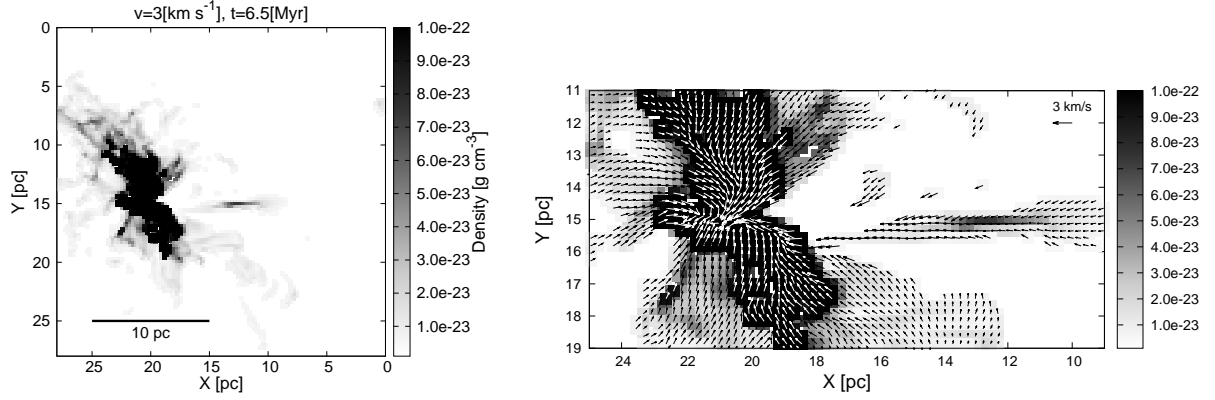 v=3[km s⁻¹], t=6.5[Myr]
0
5
10
15
20
25
Y [pc]
10 pc
25 20 15 10 5 0
X [pc]
1.0e-22
9.0e-23
8.0e-23
7.0e-23
6.0e-23
5.0e-23
4.0e-23
3.0e-23
2.0e-23
1.0e-23
Density [g cm⁻³]
11
12
13
14
15
16
17
18
19
Y [pc]
3 km/s
24 22 20 18 16 14 12 10
X [pc]
1.0e-22
9.0e-23
8.0e-23
7.0e-23
6.0e-23
5.0e-23
4.0e-23
3.0e-23
2.0e-23
1.0e-23